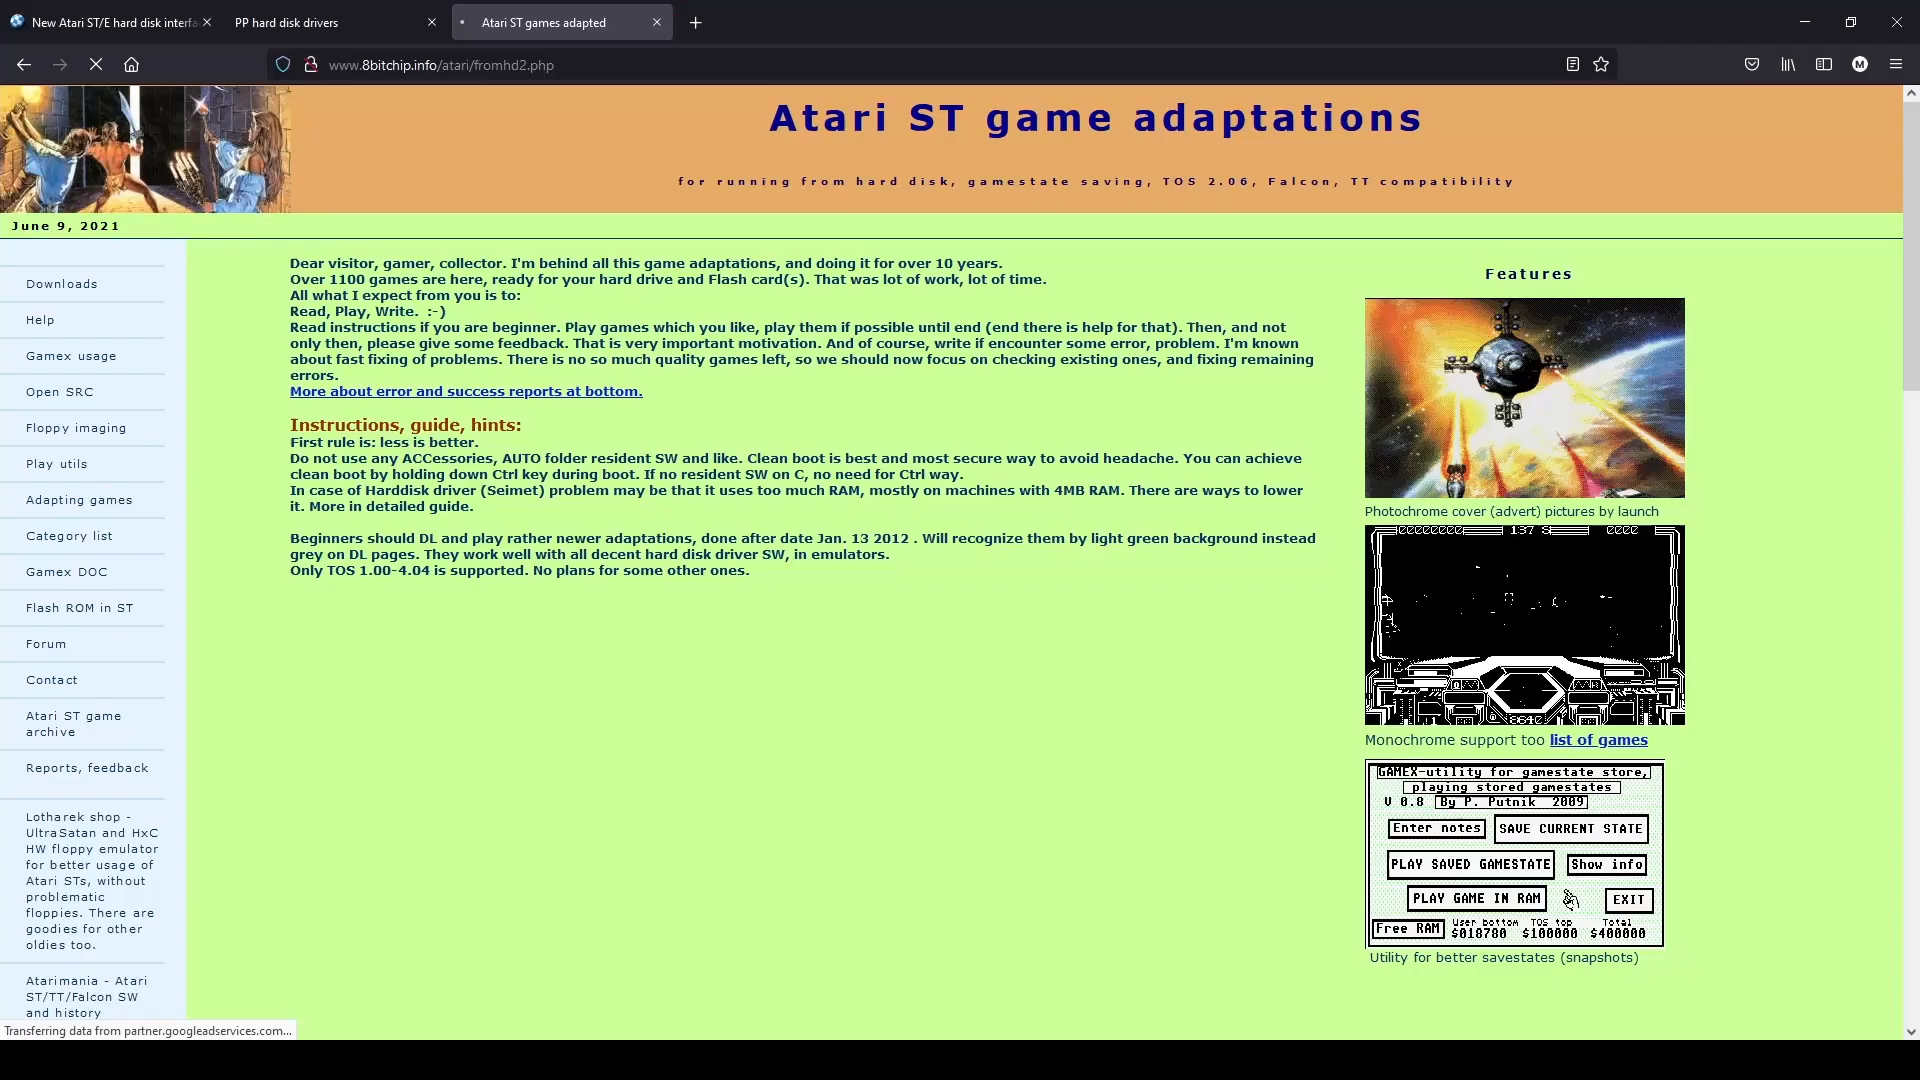 New Atari ST/E hard disk interfa
PP hard disk drivers
Atari ST games adapted
www.8bitchip.info/atari/fromhd2.php
M
Atari ST game adaptations
for running from hard disk, gamestate saving, TOS 2.06, Falcon, TT compatibility
June 9, 2021
Downloads
Help
Gamex usage
Open SRC
Floppy imaging
Play utils
Adapting games
Category list
Gamex DOC
Flash ROM in ST
Forum
Contact
Atari ST game
archive
Reports, feedback
Lotharek shop -
UltraSatan and HxC
HW floppy emulator
for better usage of
Atari STs, without
problematic
floppies. There are
goodies for other
oldies too.
Atarimania - Atari
ST/TT/Falcon SW
and history
Dear visitor, gamer, collector. I'm behind all this game adaptations, and doing it for over 10 years.
Over 1100 games are here, ready for your hard drive and Flash card(s). That was lot of work, lot of time.
All what I expect from you is to:
Read, Play, Write. :-)
Read instructions if you are beginner. Play games which you like, play them if possible until end (end there is help for that). Then, and not
only then, please give some feedback. That is very important motivation. And of course, write if encounter some error, problem. I'm known
about fast fixing of problems. There is no so much quality games left, so we should now focus on checking existing ones, and fixing remaining
errors.
More about error and success reports at bottom.
Instructions, guide, hints:
First rule is: less is better.
Do not use any ACCessories, AUTO folder resident SW and like. Clean boot is best and most secure way to avoid headache. You can achieve
clean boot by holding down Ctrl key during boot. If no resident SW on C, no need for Ctrl way.
In case of Harddisk driver (Seimet) problem may be that it uses too much RAM, mostly on machines with 4MB RAM. There are ways to lower
it. More in detailed guide.
Beginners should DL and play rather newer adaptations, done after date Jan. 13 2012 . Will recognize them by light green background instead
grey on DL pages. They work well with all decent hard disk driver SW, in emulators.
Only TOS 1.00-4.04 is supported. No plans for some other ones.
Features
Photochrome cover (advert) pictures by launch
00000000 137 S 0000
8640
Monochrome support too list of games
GAMEX-utility for gamestate store,
playing stored gamestates
V 0.8 By P. Putnik 2009
Enter notes SAVE CURRENT STATE
PLAY SAVED GAMESTATE Show info
PLAY GAME IN RAM EXIT
User bottom TOS top Total
Free RAM $018780 $100000 $400000
Utility for better savestates (snapshots)
Transferring data from partner.googleadservices.com...